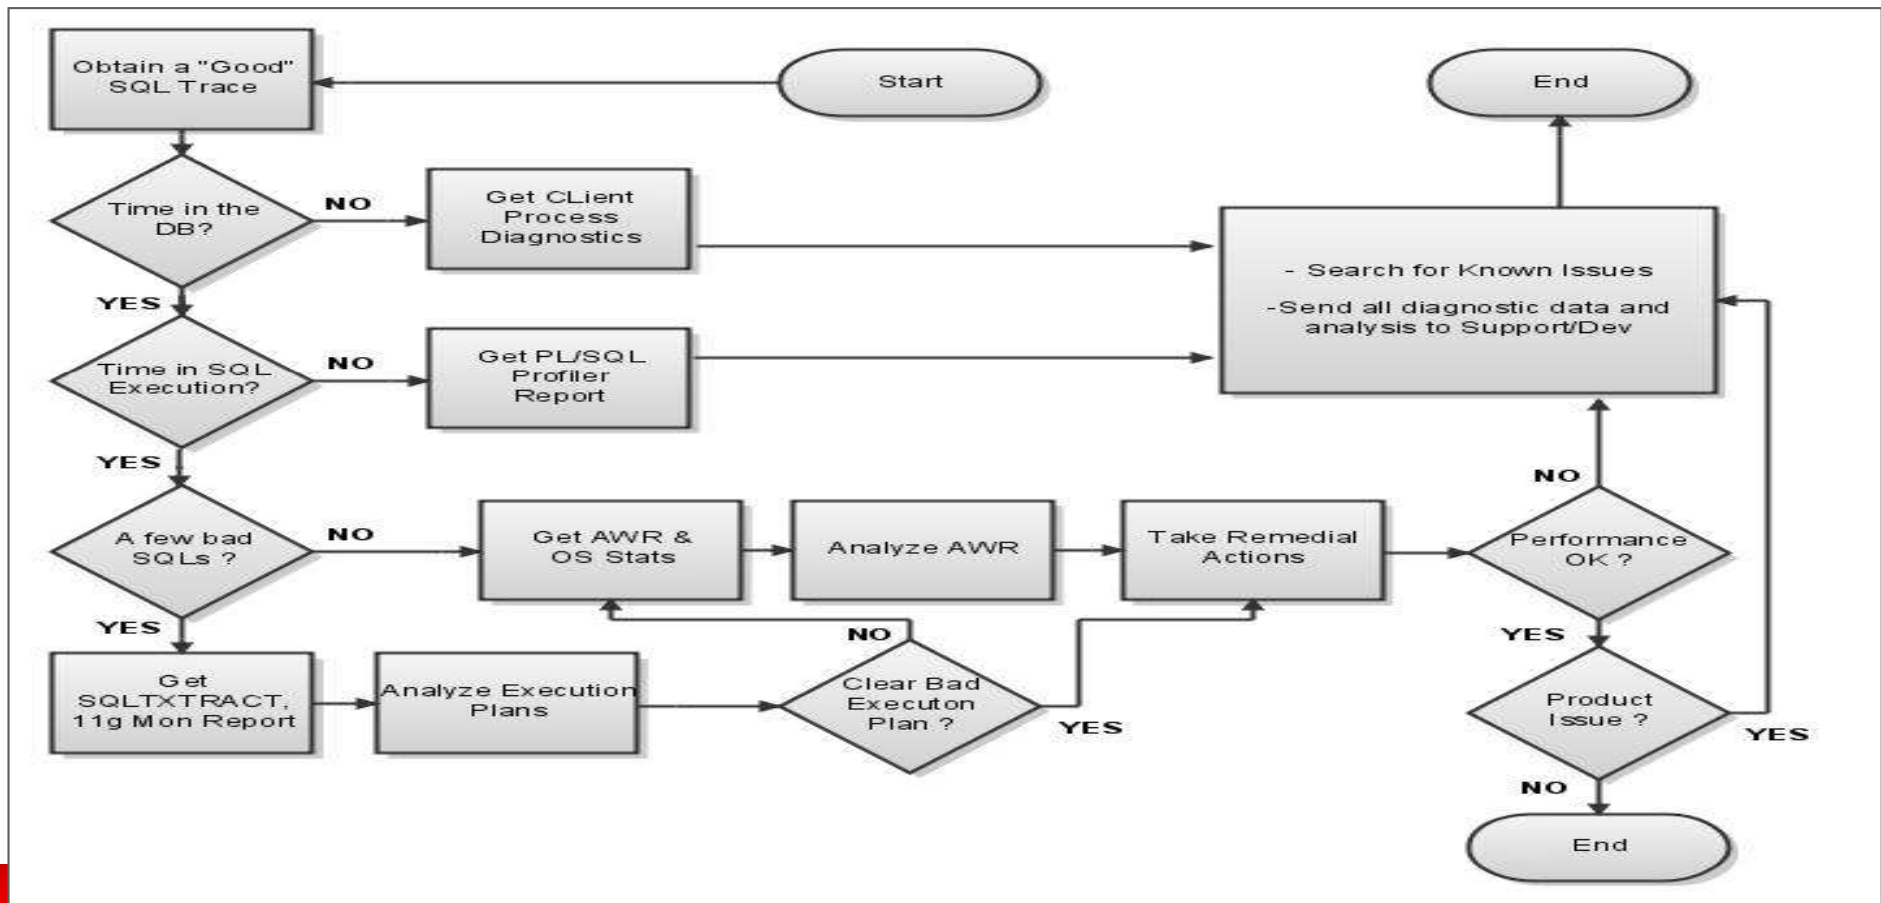 Obtain a "Good"
SQL Trace
Start
End
Time in the
DB?
NO
Get CLient
Process
Diagnostics
- Search for Known Issues
-Send all diagnostic data and
analysis to Support/Dev
YES
Time in SQL
Execution?
NO
Get PL/SQL
Profiler
Report
YES
A few bad
SQLs ?
NO
Get AWR &
OS Stats
Analyze AWR
Take Remedial
Actions
NO
Performance
OK ?
YES
Get
SQLTXTRACT,
11g Mon Report
Analyze Execution
Plans
NO
Clear Bad
Executon
Plan ?
YES
YES
Product
Issue ?
YES
NO
End